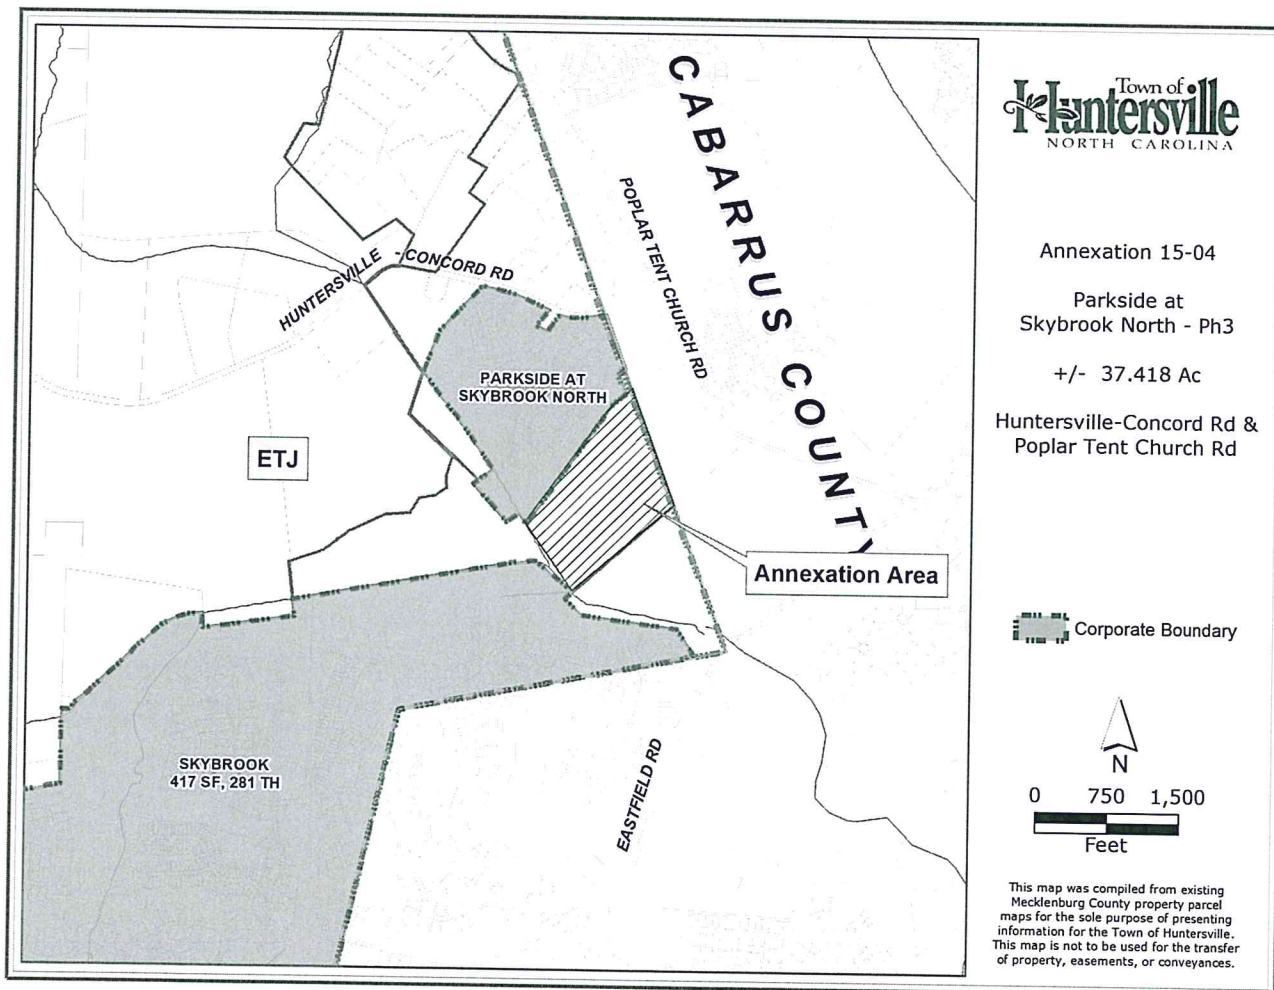 CABARRUS COUNTY
POPLAR TENT CHURCH RD
HUNTERSVILLE - CONCORD RD
PARKSIDE AT
SKYBROOK NORTH
ETJ
Annexation Area
SKYBROOK
417 SF, 281 TH
EASTFIELD RD
Town of
Huntersville
NORTH CAROLINA
Annexation 15-04
Parkside at
Skybrook North - Ph3
+/- 37.418 Ac
Huntersville-Concord Rd &
Poplar Tent Church Rd
Corporate Boundary
N
0 750 1,500
Feet
This map was compiled from existing
Mecklenburg County property parcel
maps for the sole purpose of presenting
information for the Town of Huntersville.
This map is not to be used for the transfer
of property, easements, or conveyances.